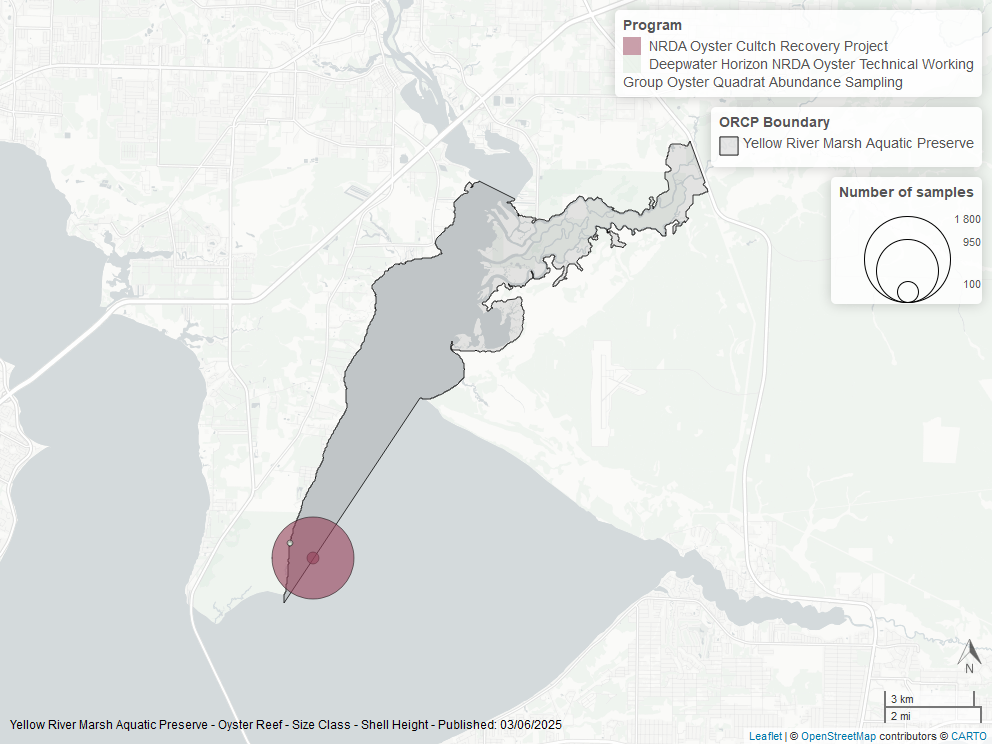 Program
NRDA Oyster Cultch Recovery Project
Deepwater Horizon NRDA Oyster Technical Working
Group Oyster Quadrat Abundance Sampling
ORCP Boundary
Yellow River Marsh Aquatic Preserve
Number of samples
1 800
950
100
N
3 km
2 mi
Yellow River Marsh Aquatic Preserve - Oyster Reef - Size Class - Shell Height - Published: 03/06/2025
Leaflet | © OpenStreetMap contributors © CARTO